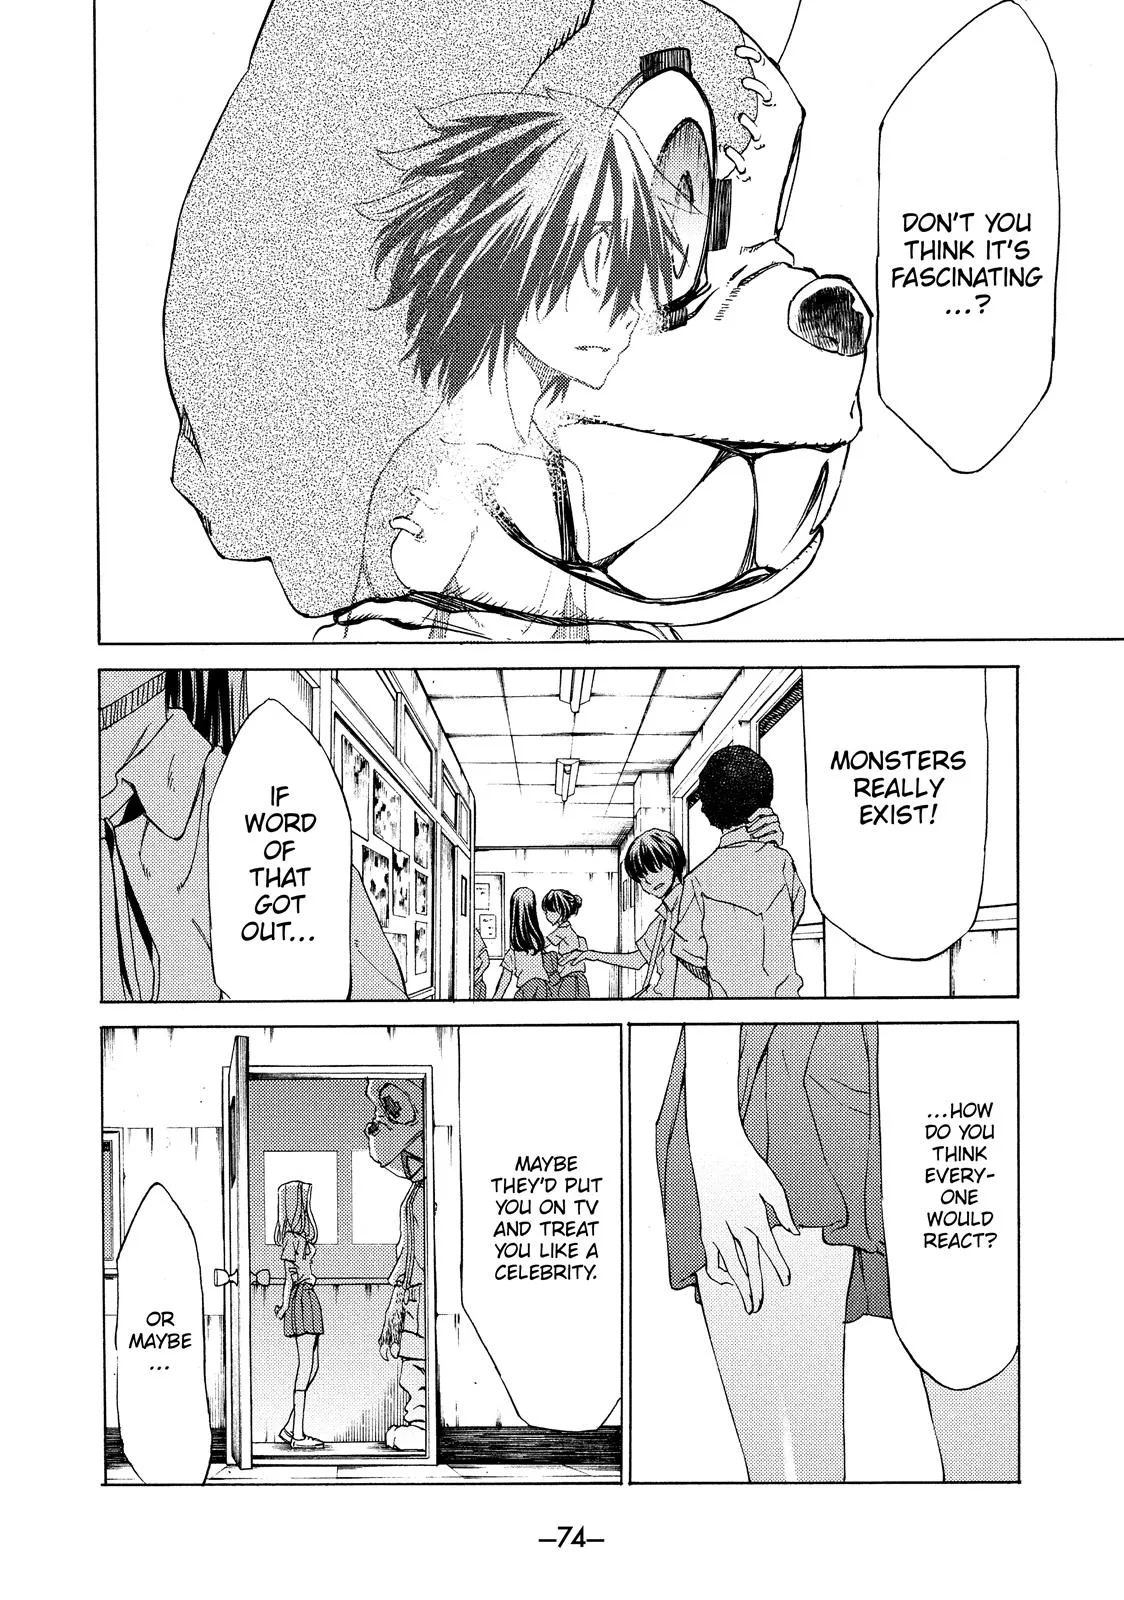 DON'T YOU
THINK IT'S
FASCINATING
...?
MONSTERS
REALLY
EXIST!
IF
WORD
OF
THAT
GOT
OUT...
...HOW
DO YOU
THINK
EVERY-
ONE
WOULD
REACT?
MAYBE
THEY'D PUT
YOU ON TV
AND TREAT
YOU LIKE A
CELEBRITY.
OR
MAYBE
...
—74—